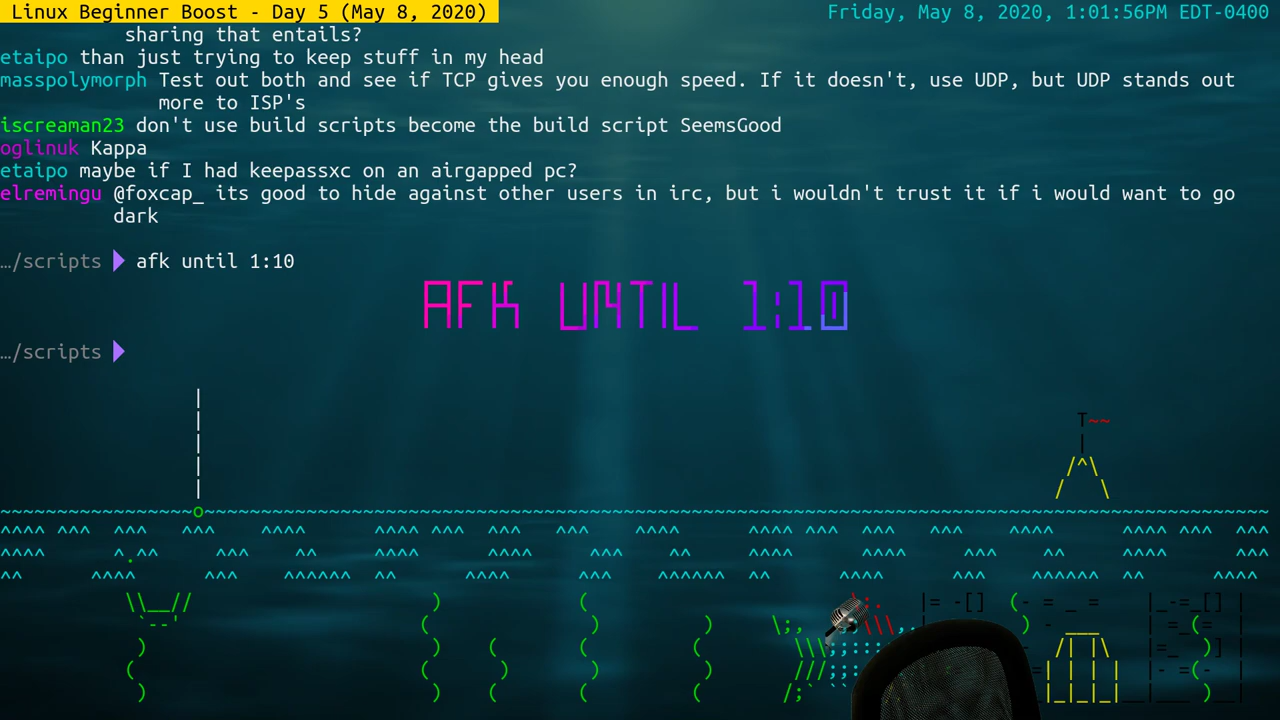 Linux Beginner Boost - Day 5 (May 8, 2020)
Friday, May 8, 2020, 1:01:56PM EDT-0400
sharing that entails?
etaipo than just trying to keep stuff in my head
masspolymorph Test out both and see if TCP gives you enough speed. If it doesn't, use UDP, but UDP stands out
more to ISP's
iscreaman23 don't use build scripts become the build script SeemsGood
oglinuk Kappa
etaipo maybe if I had keepassxc on an airgapped pc?
elremingu @foxcap_ its good to hide against other users in irc, but i wouldn't trust it if i would want to go
dark
…/scripts afk until 1:10
AFK UNTIL 1:10
…/scripts